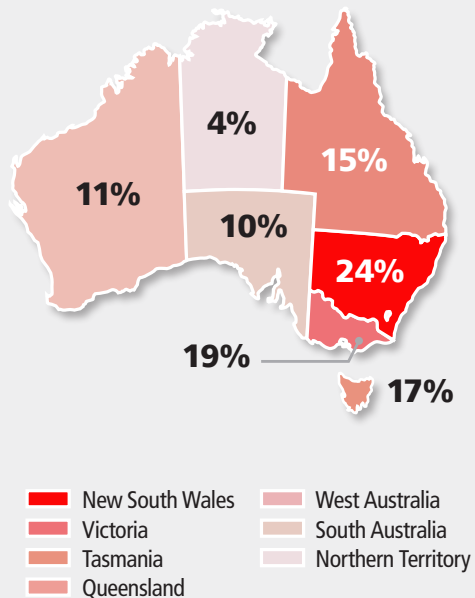 4%
15%
11%
10%
24%
19%
17%
New South Wales
Victoria
Tasmania
Queensland
West Australia
South Australia
Northern Territory